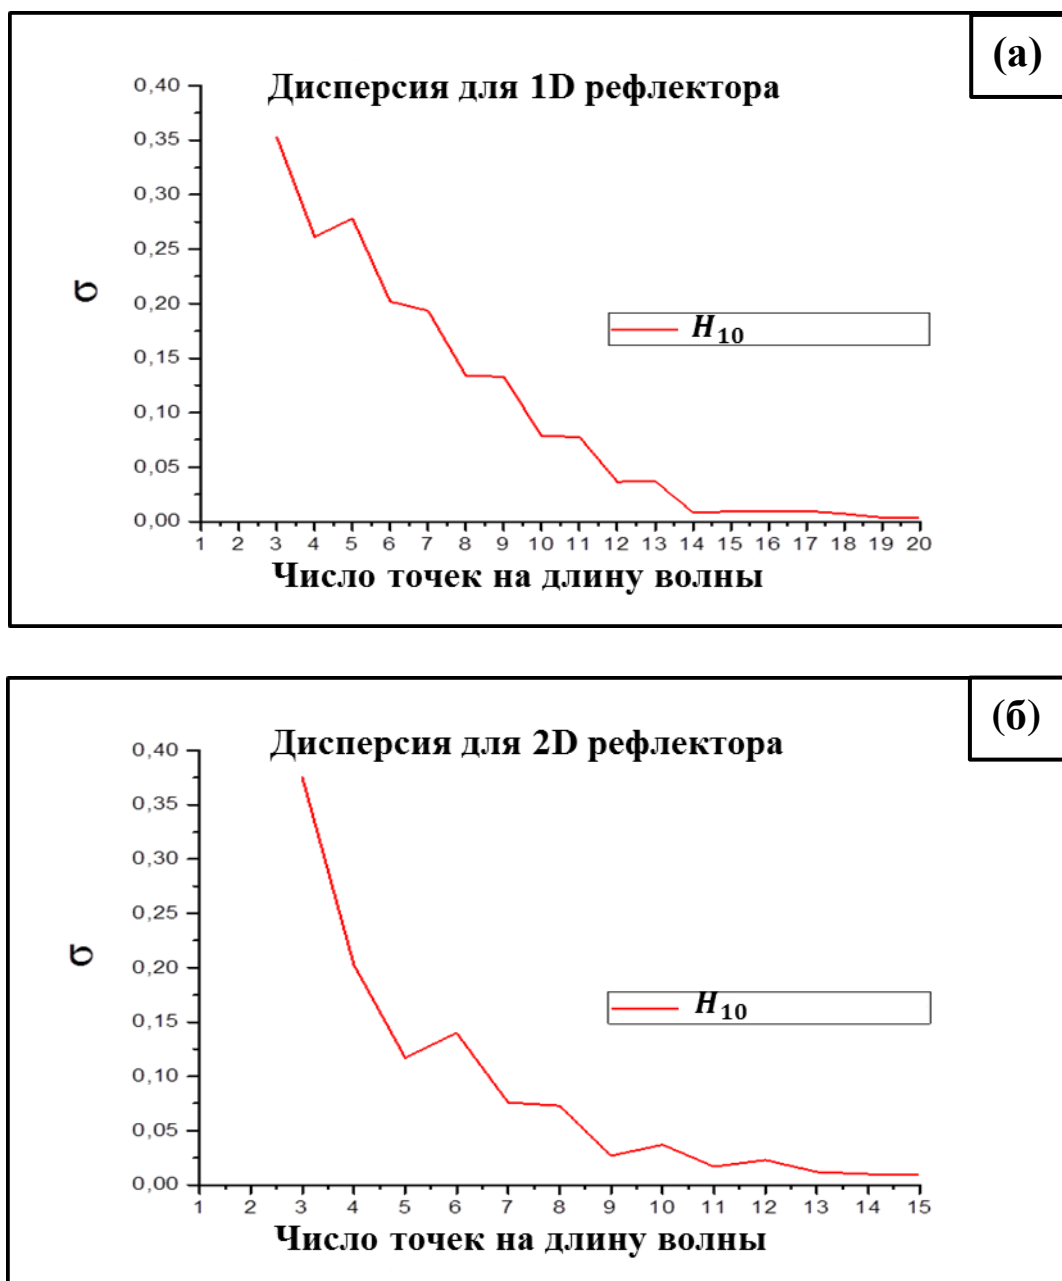 (а)
Дисперсия для 1D рефлектора
0,40
0,35
0,30
0,25
0,20
0,15
0,10
0,05
0,00
σ
H10
1 2 3 4 5 6 7 8 9 10 11 12 13 14 15 16 17 18 19 20
Число точек на длину волны
(б)
Дисперсия для 2D рефлектора
0,40
0,35
0,30
0,25
0,20
0,15
0,10
0,05
0,00
σ
H10
1 2 3 4 5 6 7 8 9 10 11 12 13 14 15
Число точек на длину волны